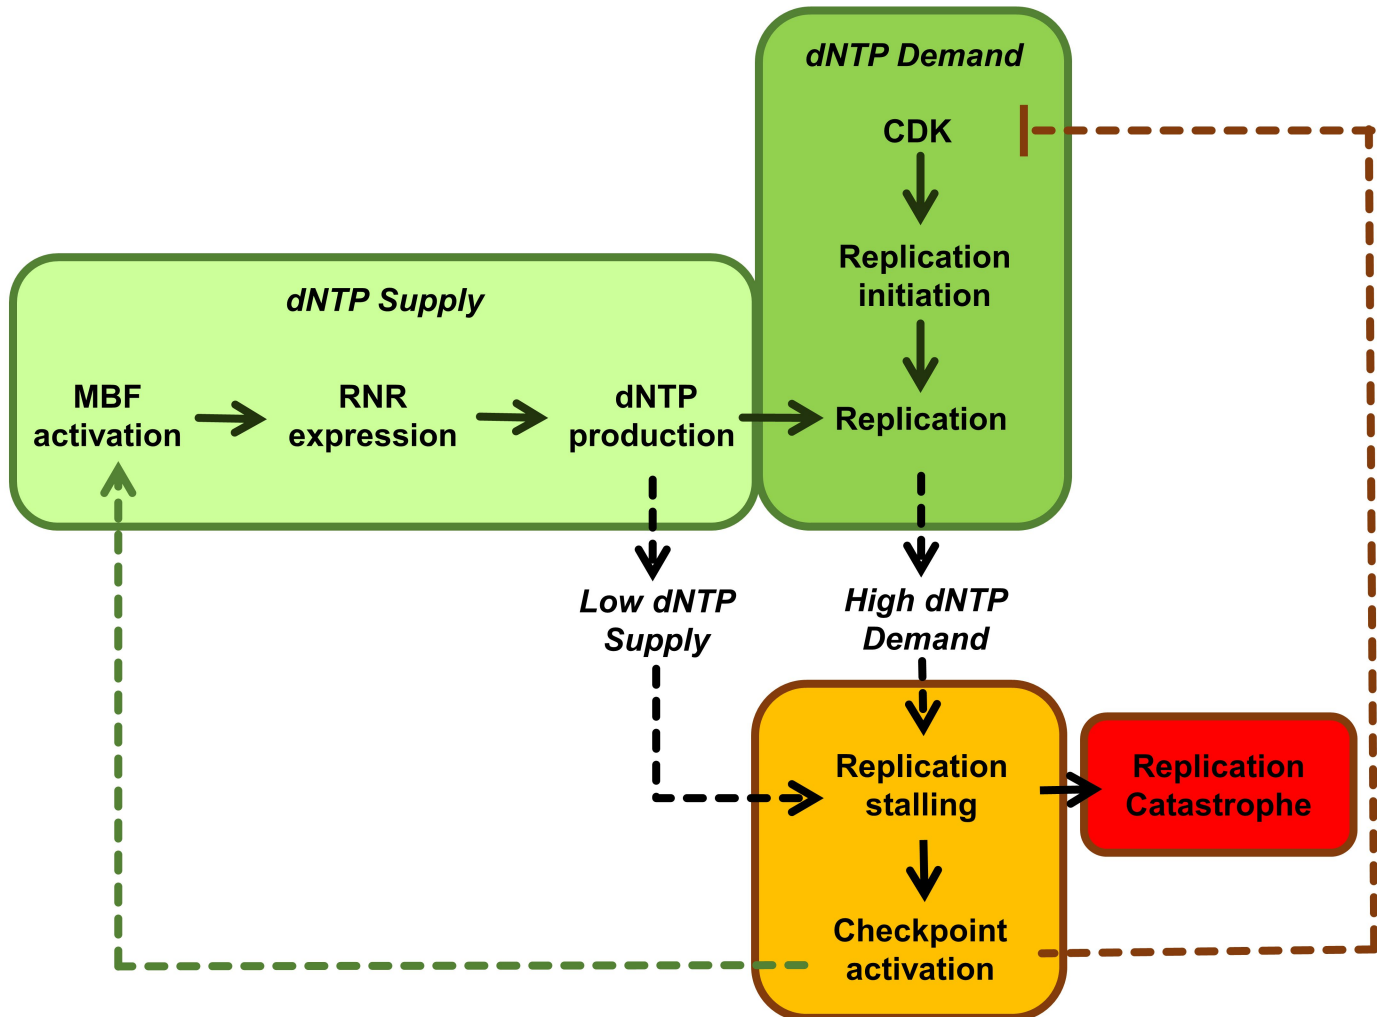 dNTP Demand
CDK
Replication
initiation
Replication
dNTP Supply
MBF
activation
RNR
expression
dNTP
production
Low dNTP
Supply
High dNTP
Demand
Replication
stalling
Replication
Catastrophe
Checkpoint
activation